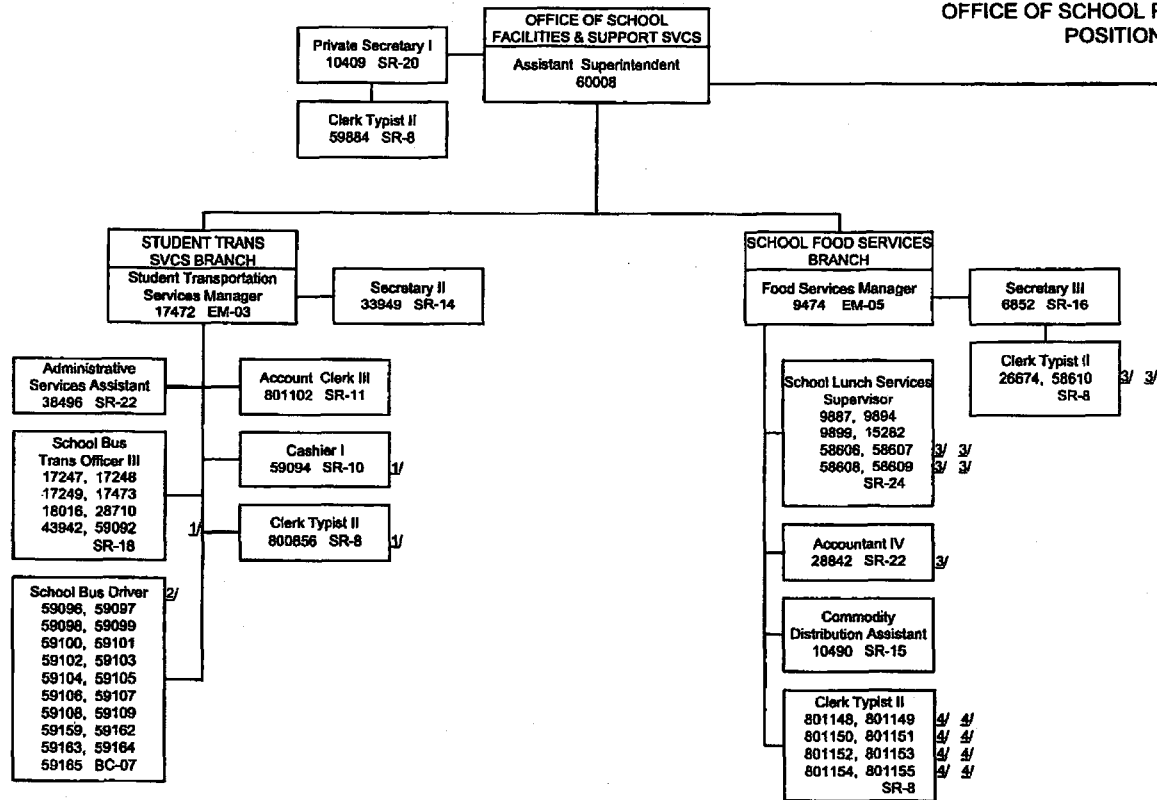 OFFICE OF SCHOOL F
POSITION
OFFICE OF SCHOOL
FACILITIES & SUPPORT SVCS
Assistant Superintendent
60008
Private Secretary I
10409 SR-20
Clerk Typist II
59884 SR-8
STUDENT TRANS
SVCS BRANCH
Student Transportation
Services Manager
17472 EM-03
Secretary II
33949 SR-14
Administrative
Services Assistant
38496 SR-22
Account Clerk III
801102 SR-11
School Bus
Trans Officer III
17247, 17248
17249, 17473
18016, 28710
43942, 59092 1/
SR-18
Cashier I
59094 SR-10 1/
Clerk Typist II
800856 SR-8 1/
School Bus Driver 2/
59096, 59097
59098, 59099
59100, 59101
59102, 59103
59104, 59105
59106, 59107
59108, 59109
59159, 59162
59163, 59164
59165 BC-07
SCHOOL FOOD SERVICES
BRANCH
Food Services Manager
9474 EM-05
Secretary III
6852 SR-16
Clerk Typist II
26674, 58610 3/ 3/
SR-8
School Lunch Services
Supervisor
9887, 9894
9899, 15282
58606, 58607 3/ 3/
58608, 58609 3/ 3/
SR-24
Accountant IV
28842 SR-22 3/
Commodity
Distribution Assistant
10490 SR-15
Clerk Typist II
801148, 801149 4/ 4/
801150, 801151 4/ 4/
801152, 801153 4/ 4/
801154, 801155 4/ 4/
SR-8